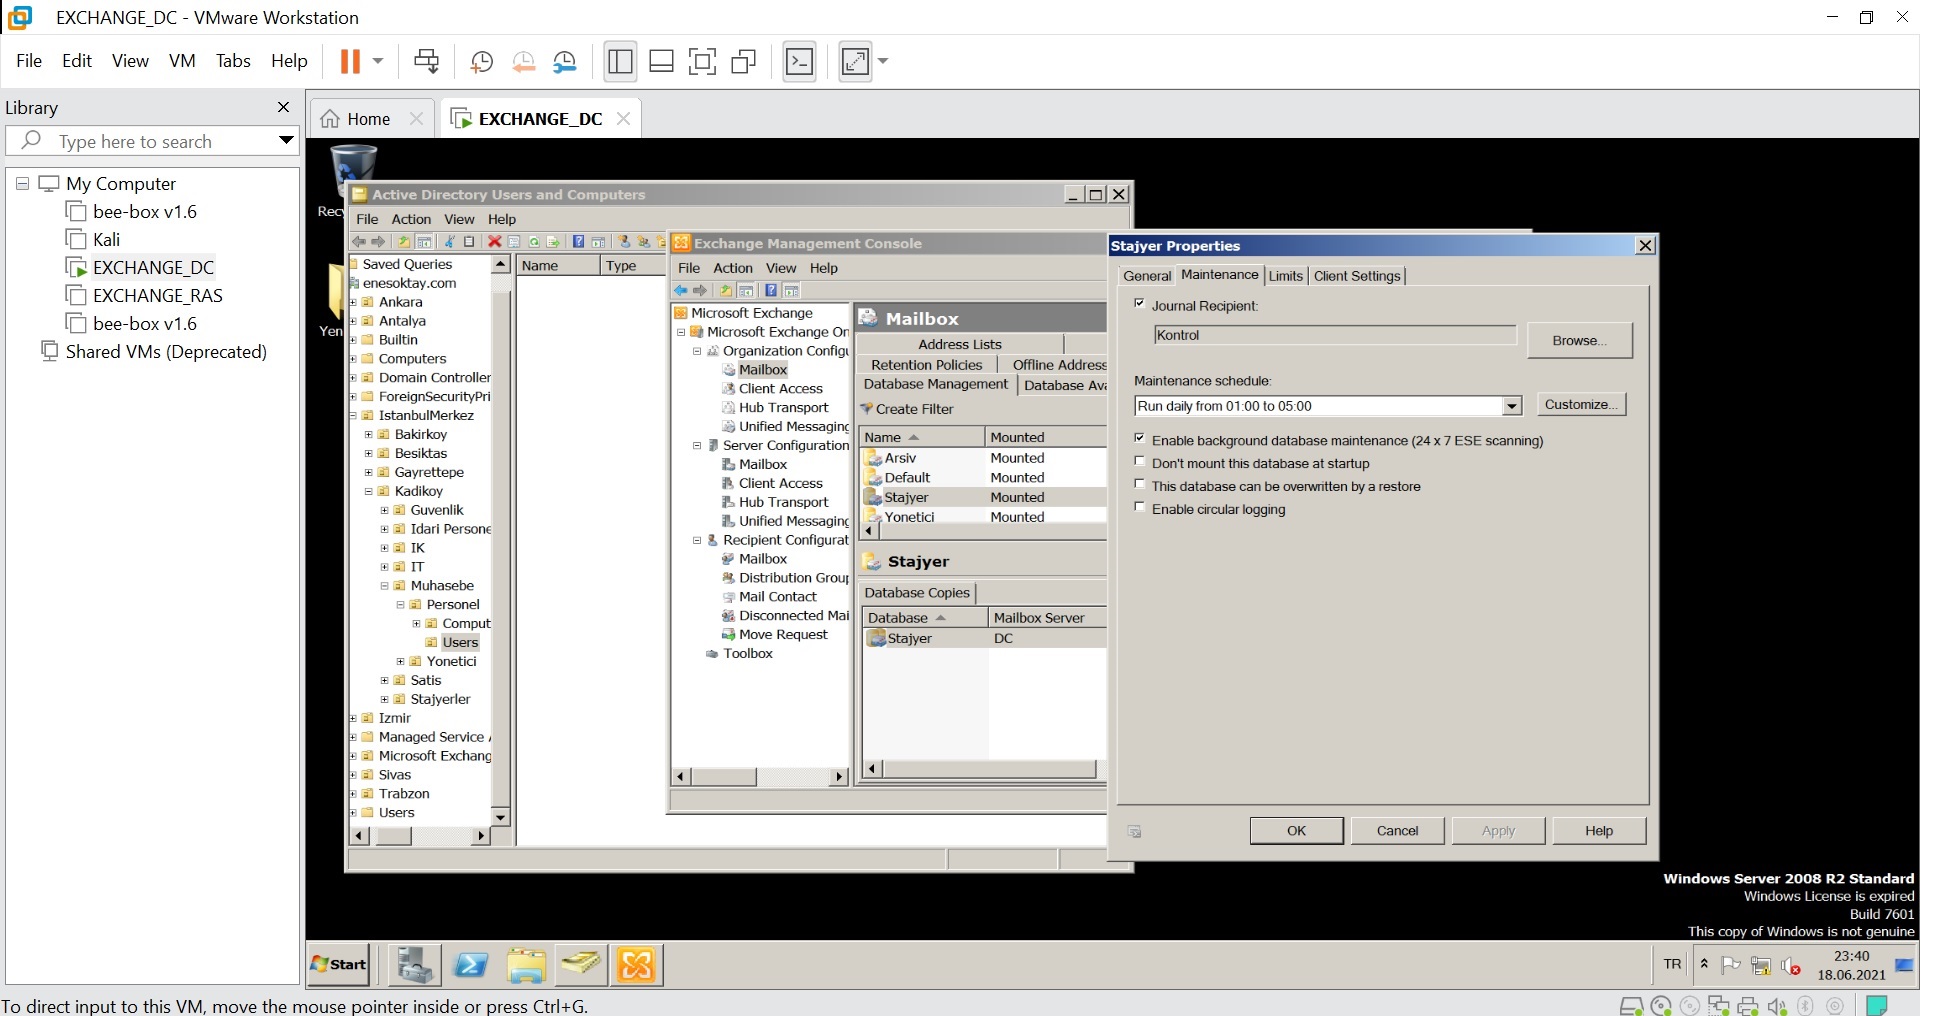 EXCHANGE_DC - VMware Workstation
File Edit View VM Tabs Help
Library
Type here to search
My Computer
bee-box v1.6
Kali
EXCHANGE_DC
EXCHANGE_RAS
bee-box v1.6
Shared VMs (Deprecated)
Home
EXCHANGE_DC
Recy
Yen
Active Directory Users and Computers
File Action View Help
Saved Queries
enesoktay.com
Ankara
Antalya
Builtin
Computers
Domain Controller
ForeignSecurityPri
IstanbulMerkez
Bakirkoy
Besiktas
Gayrettepe
Kadikoy
Guvenlik
Idari Persone
IK
IT
Muhasebe
Personel
Comput
Users
Yonetici
Satis
Stajyerler
Izmir
Managed Service A
Microsoft Exchang
Sivas
Trabzon
Users
Name Type
Exchange Management Console
File Action View Help
Microsoft Exchange
Microsoft Exchange On
Organization Configu
Mailbox
Client Access
Hub Transport
Unified Messaging
Server Configuration
Mailbox
Client Access
Hub Transport
Unified Messaging
Recipient Configurat
Mailbox
Distribution Group
Mail Contact
Disconnected Mai
Move Request
Toolbox
Mailbox
Address Lists
Retention Policies Offline Address
Database Management Database Ava
Create Filter
Name Mounted
Arsiv Mounted
Default Mounted
Stajyer Mounted
Yonetici Mounted
Stajyer
Database Copies
Database Mailbox Server
Stajyer DC
Stajyer Properties
General Maintenance Limits Client Settings
Journal Recipient:
Kontrol
Browse...
Maintenance schedule:
Run daily from 01:00 to 05:00
Customize...
Enable background database maintenance (24 x 7 ESE scanning)
Don't mount this database at startup
This database can be overwritten by a restore
Enable circular logging
OK Cancel Apply Help
Windows Server 2008 R2 Standard
Windows License is expired
Build 7601
This copy of Windows is not genuine
Start
TR
23:40
18.06.2021
To direct input to this VM, move the mouse pointer inside or press Ctrl+G.